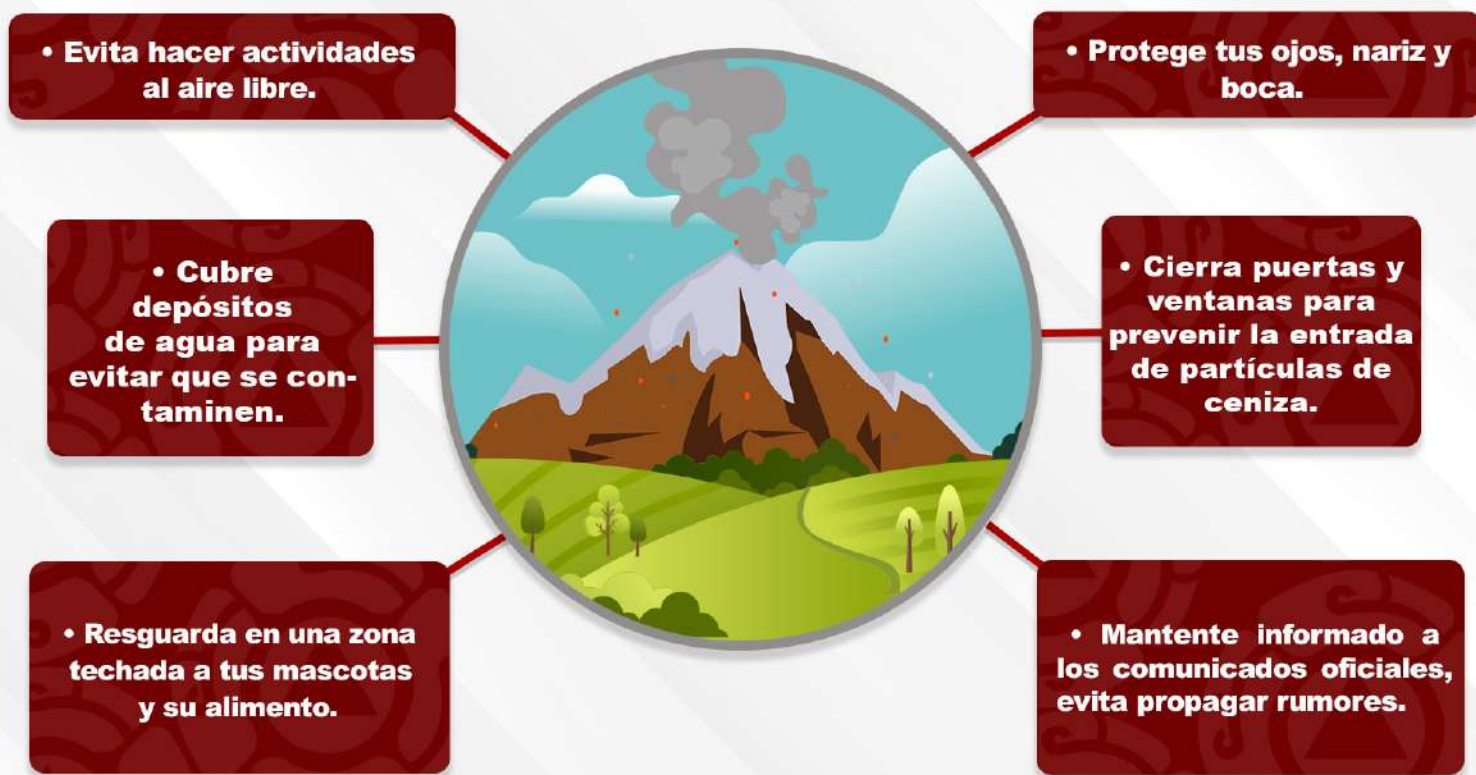 • Evita hacer actividades
al aire libre.
• Protege tus ojos, nariz y
boca.
• Cubre
depósitos
de agua para
evitar que se con-
taminen.
• Cierra puertas y
ventanas para
prevenir la entrada
de partículas de
ceniza.
• Resguarda en una zona
techada a tus mascotas
y su alimento.
• Mantente informado a
los comunicados oficiales,
evita propagar rumores.